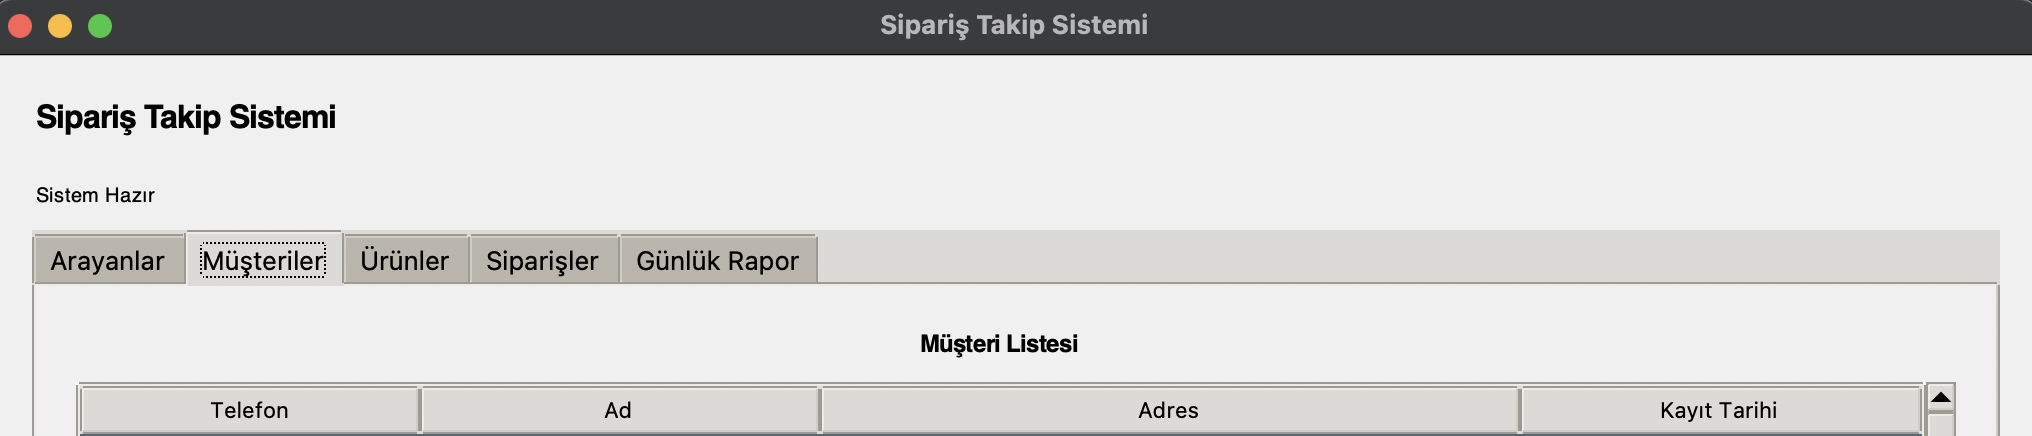 Sipariş Takip Sistemi
Sipariş Takip Sistemi
Sistem Hazır
Arayanlar Müşteriler Ürünler Siparişler Günlük Rapor
Müşteri Listesi
Telefon Ad Adres Kayıt Tarihi